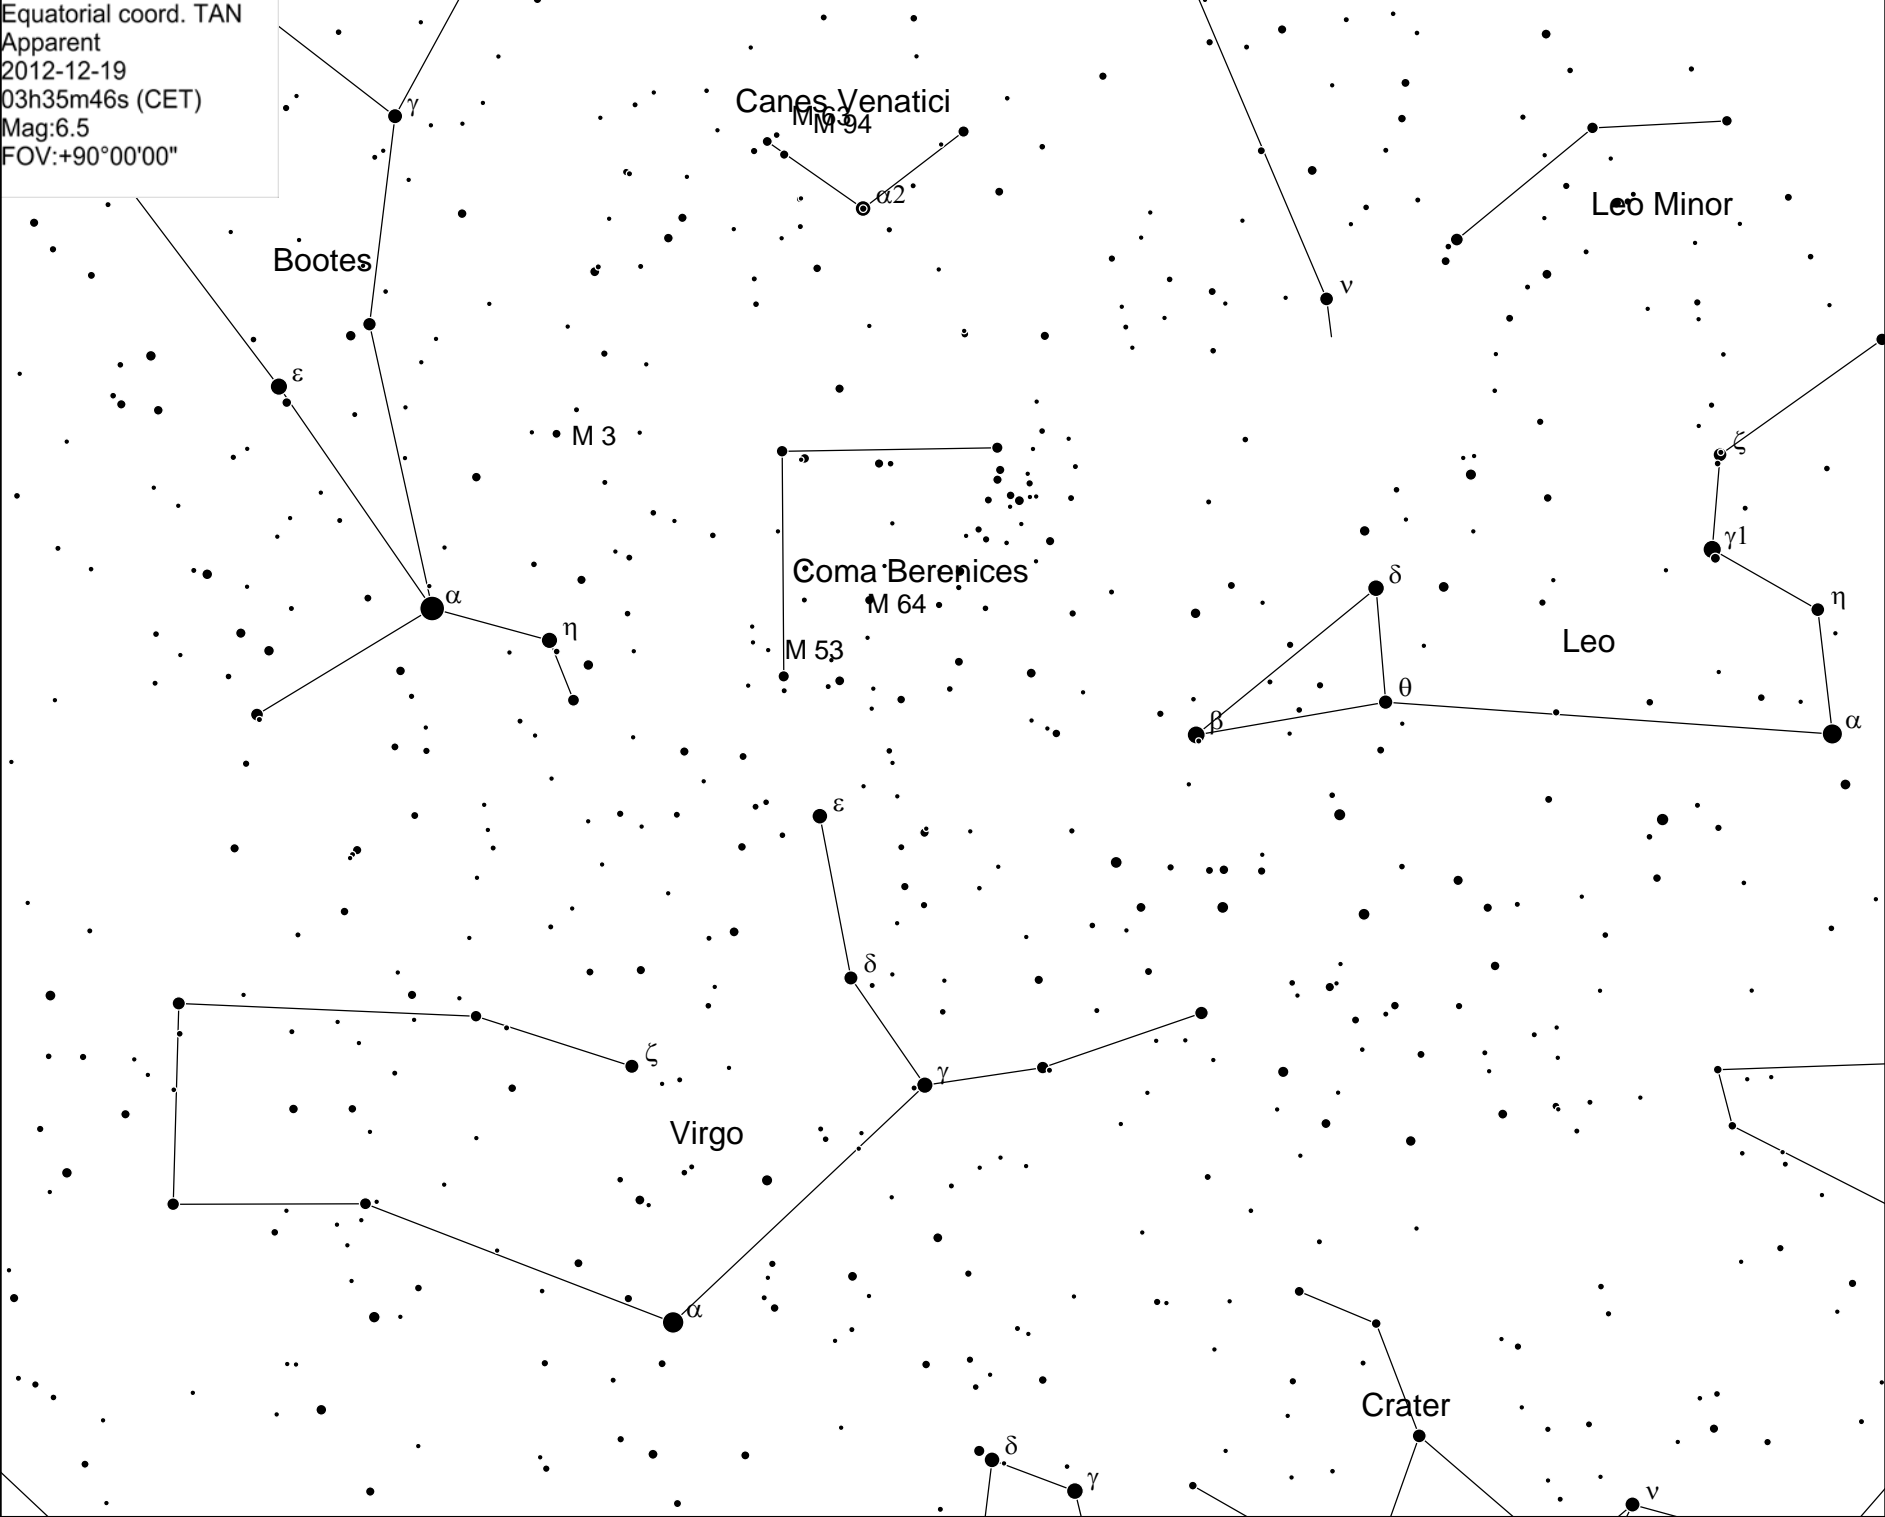 Equatorial coord. TAN
Apparent
2012-12-19
03h35m46s (CET)
Mag:6.5
FOV:+90°00'00"
γ
Canes Venatici
M 63
M 94
α2
Leo Minor
Bootes
ν
ε
M 3
ζ
γ1
Coma Berenices
δ
M 64
α
η
η
Leo
M 53
θ
β
α
ε
δ
ζ
γ
Virgo
α
Crater
δ
γ
ν